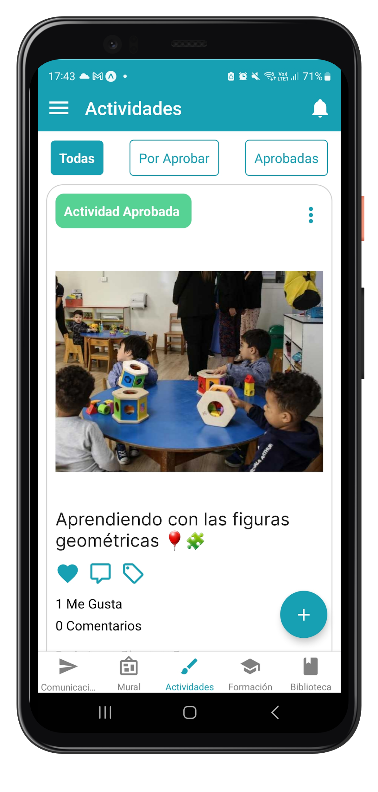 17:43
71%
Actividades
Todas
Por Aprobar
Aprobadas
Actividad Aprobada
Aprendiendo con las figuras
geométricas 🎈🧩
1 Me Gusta
0 Comentarios
+
Comunicaci...
Mural
Actividades
Formación
Biblioteca